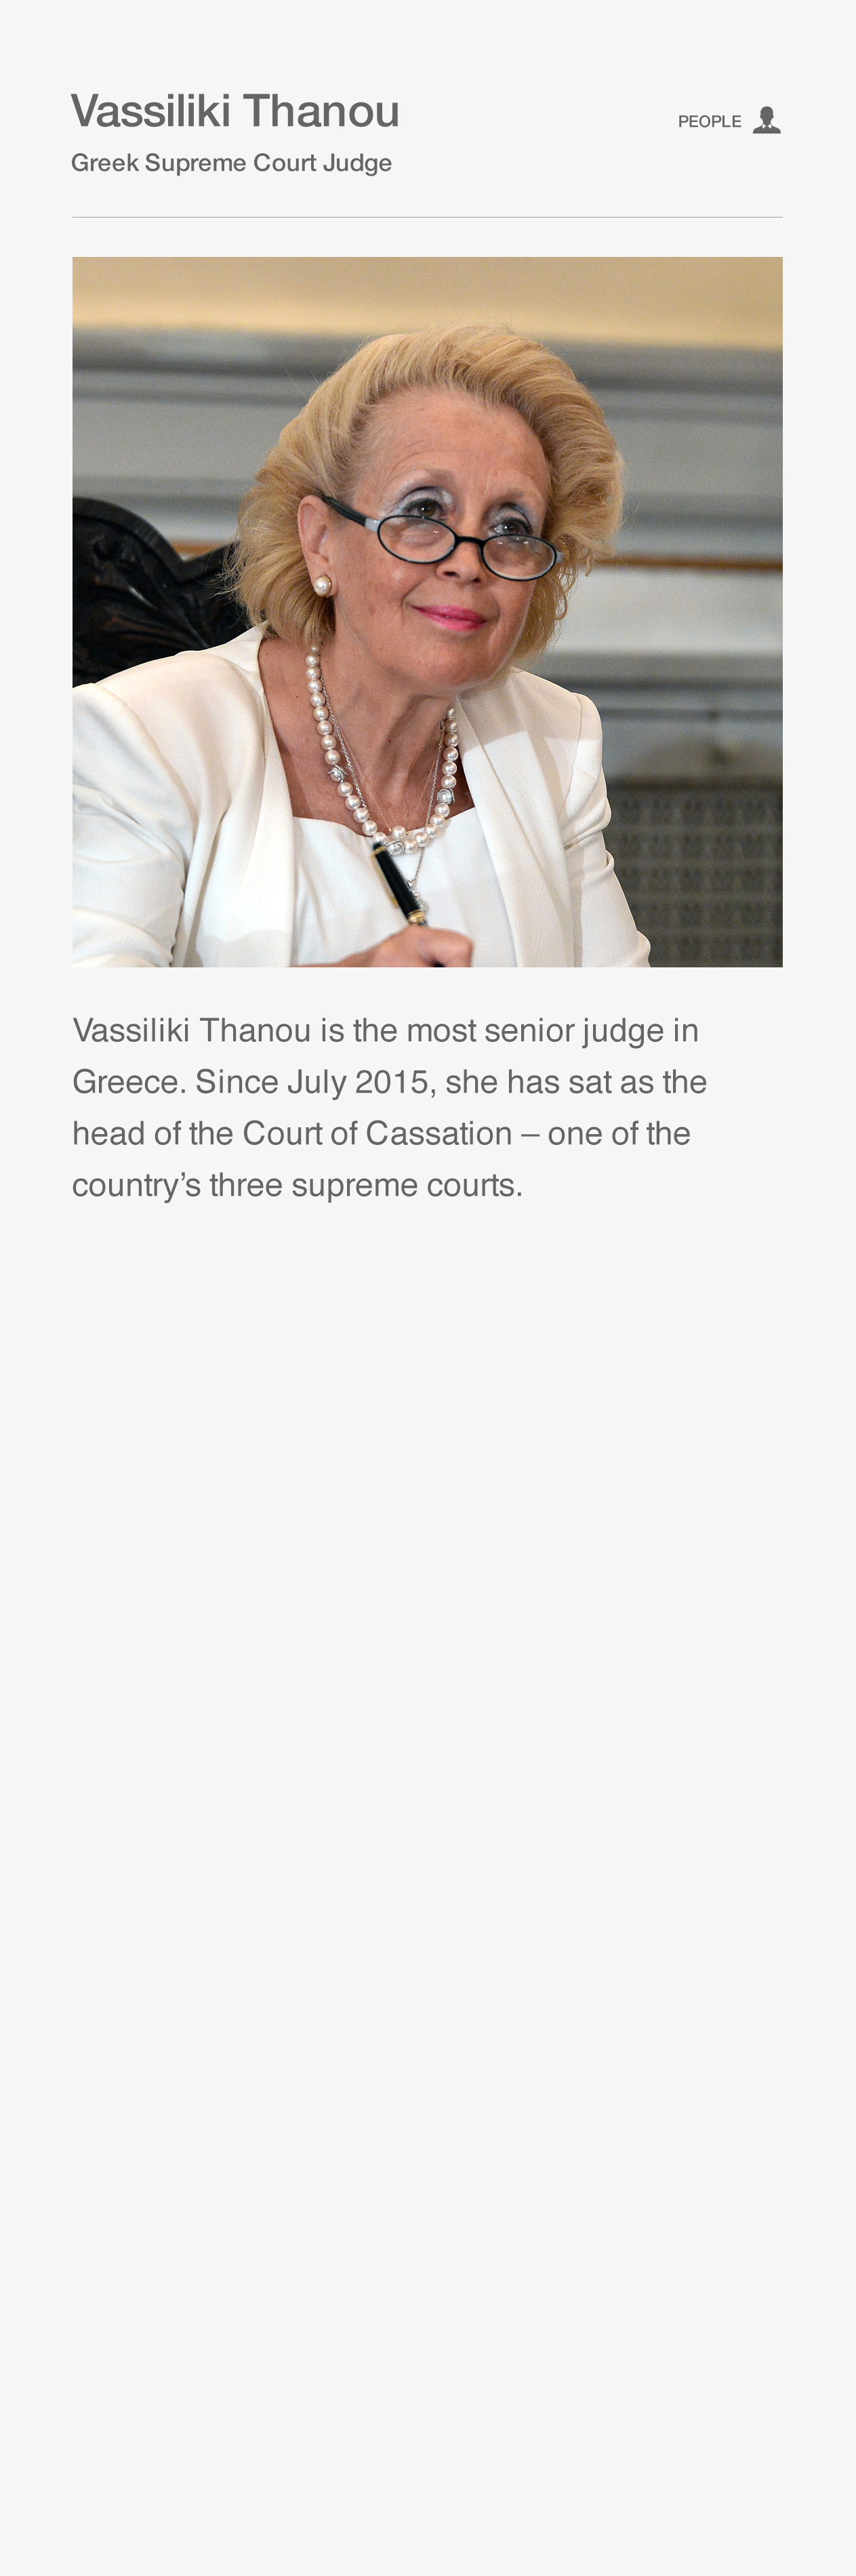 Vassiliki Thanou
PEOPLE
Greek Supreme Court Judge
Vassiliki Thanou is the most senior judge in
Greece. Since July 2015, she has sat as the
head of the Court of Cassation – one of the
country’s three supreme courts.